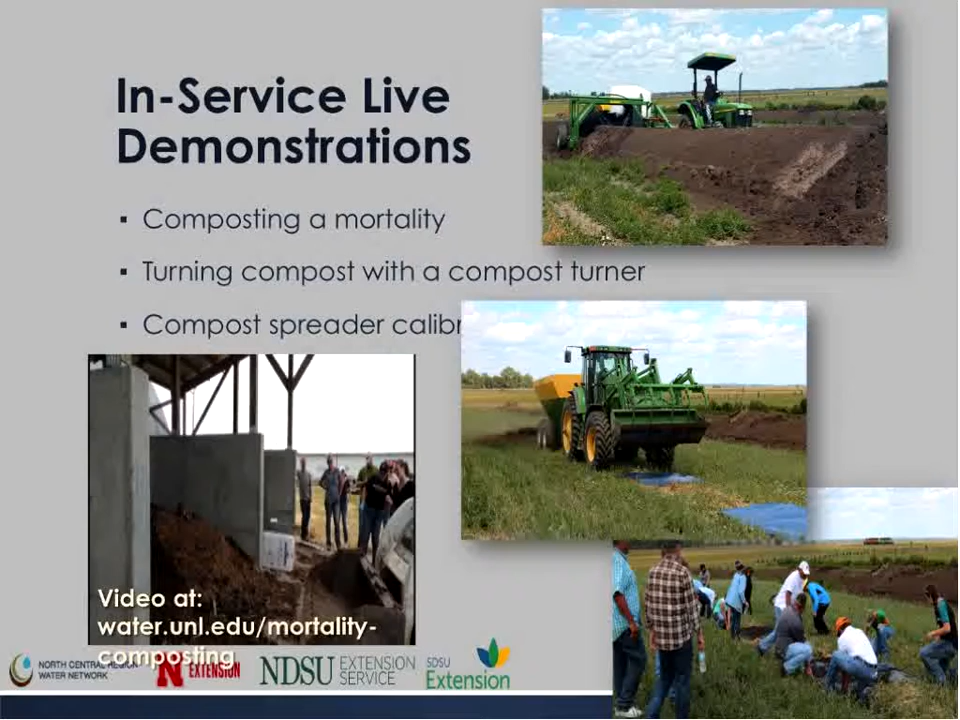 In-Service Live
Demonstrations
▪ Composting a mortality
▪ Turning compost with a compost turner
▪ Compost spreader calibr
Video at:
water.unl.edu/mortality-
composting
NORTH CENTRAL REGION
WATER NETWORK
N EXTENSION
NDSU EXTENSION
SERVICE
SDSU
Extension